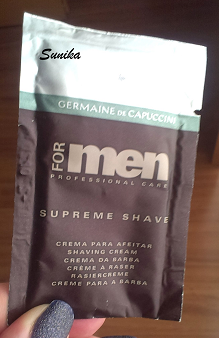 Sunika
GERMAINE DE CAPUCCINI
FOR men
PROFESSIONAL CARE
SUPREME SHAVE
CREMA PARA AFEITAR
SHAVING CREAM
CREMA DA BARBA
CRÈME A RASER
RASIERCREME
CREME PARA A BARBA